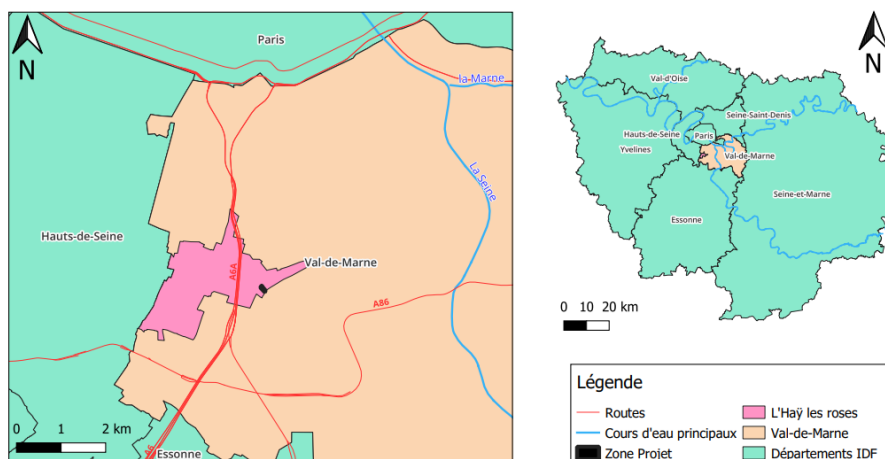 Paris
N
la Marne
La Seine
Hauts-de-Seine
Val-de-Marne
A6A
A86
0 1 2 km
Essonne
N
Val-d'Oise
Seine-Saint-Denis
Hauts-de-Seine
Paris
Yvelines
Val-de-Marne
Seine-et-Marne
Essonne
0 10 20 km
Légende
Routes
L'Haÿ les roses
Cours d'eau principaux
Val-de-Marne
Zone Projet
Départements IDF